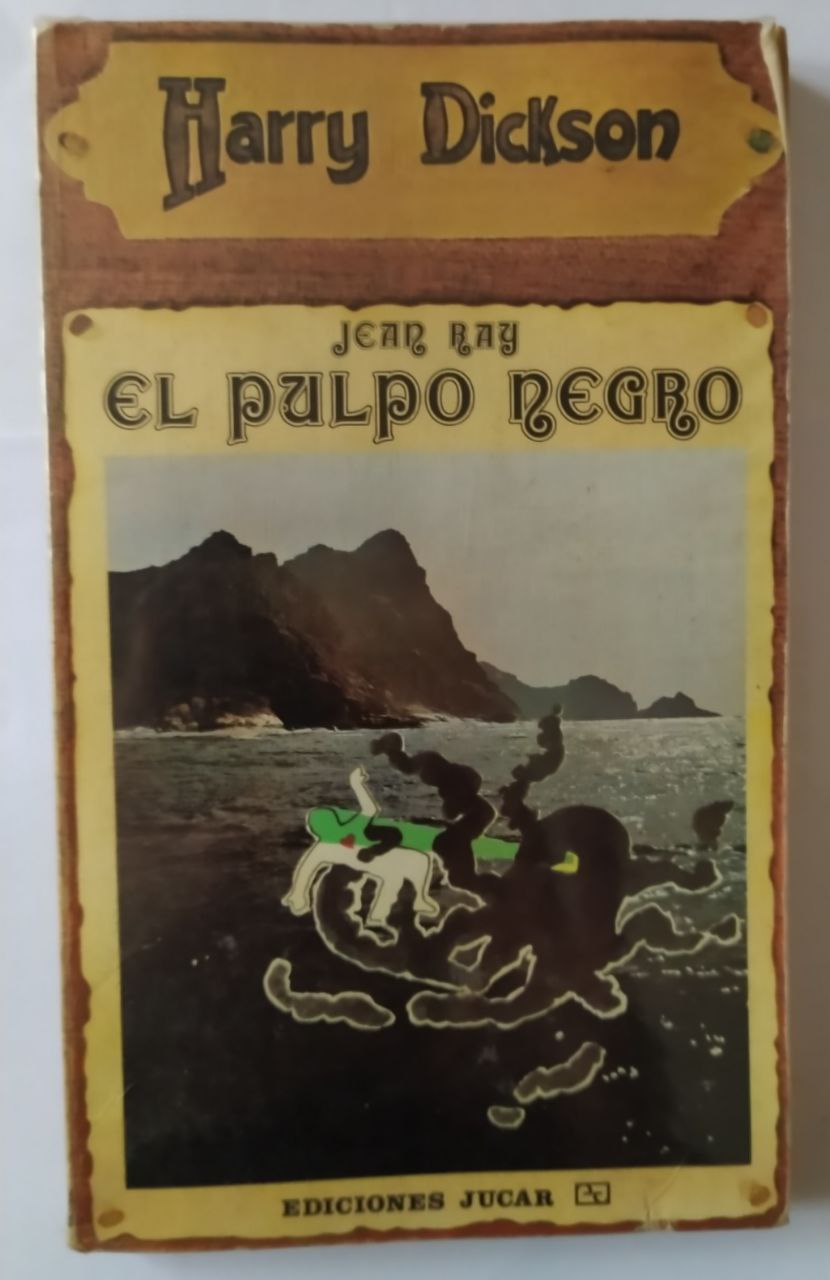 Harry Dickson
JEAN RAY
EL PULPO NEGRO
EDICIONES JUCAR